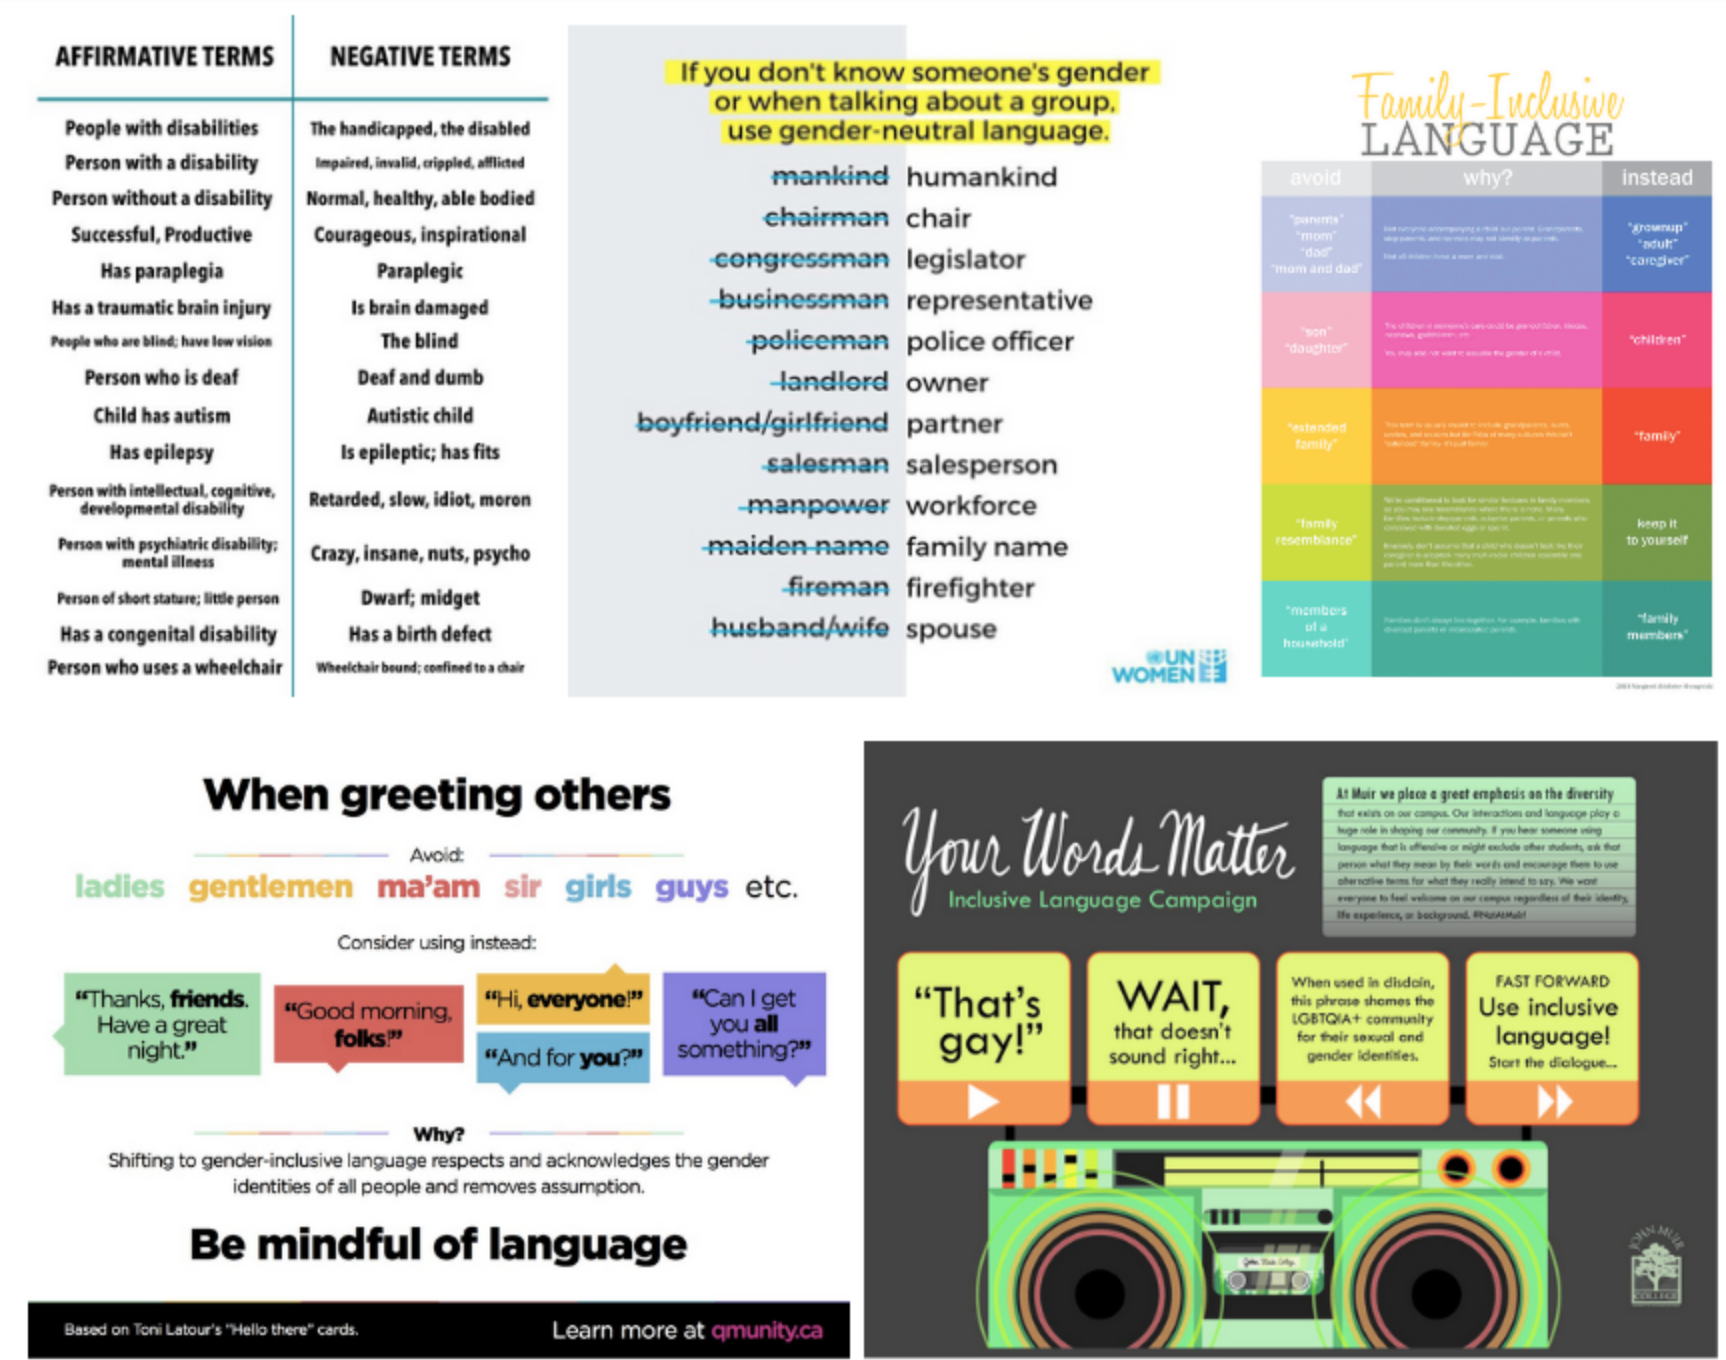 AFFIRMATIVE TERMS NEGATIVE TERMS
People with disabilities The handicapped, the disabled
Person with a disability Impaired, invalid, crippled, afflicted
Person without a disability Normal, healthy, able bodied
Successful, Productive Courageous, inspirational
Has paraplegia Paraplegic
Has a traumatic brain injury Is brain damaged
People who are blind; have low vision The blind
Person who is deaf Deaf and dumb
Child has autism Autistic child
Has epilepsy Is epileptic; has fits
Person with intellectual, cognitive,
developmental disability
Retarded, slow, idiot, moron
Person with psychiatric disability;
mental illness
Crazy, insane, nuts, psycho
Person of short stature; little person Dwarf; midget
Has a congenital disability Has a birth defect
Person who uses a wheelchair Wheelchair bound; confined to a chair
If you don't know someone's gender
or when talking about a group,
use gender-neutral language.
mankind humankind
chairman chair
congressman legislator
businessman representative
policeman police officer
landlord owner
boyfriend/girlfriend partner
salesman salesperson
manpower workforce
maiden name family name
fireman firefighter
husband/wife spouse
UN
WOMEN
Family-Inclusive
LANGUAGE
avoid why? instead
"parents"
"mom"
"dad"
"mom and dad"
"grownup"
"adult"
"caregiver"
"son"
"daughter"
"children"
"extended
family"
"family"
"family
resemblance"
keep it
to yourself
"members
of a
household"
"family
members"
When greeting others
Avoid:
ladies gentlemen ma'am sir girls guys etc.
Consider using instead:
"Thanks, friends.
Have a great
night."
"Good morning,
folks!"
"Hi, everyone!"
"And for you?"
"Can I get
you all
something?"
Why?
Shifting to gender-inclusive language respects and acknowledges the gender
identities of all people and removes assumption.
Be mindful of language
Based on Toni Latour's "Hello there" cards.
Learn more at qmunity.ca
Your Words Matter
Inclusive Language Campaign
At Muir we place a great emphasis on the diversity
that exists on our campus. Our interactions and language play a
huge role in shaping our community. If you hear someone using
language that is offensive or might exclude other students, ask that
person what they mean by their words and encourage them to use
alternative terms for what they really intend to say. We want
everyone to feel welcome on our campus regardless of their identity,
life experience, or background. #NotAtMuir!
"That's
gay!"
WAIT,
that doesn't
sound right...
When used in disdain,
this phrase shames the
LGBTQIA+ community
for their sexual and
gender identities.
FAST FORWARD
Use inclusive
language!
Start the dialogue...
John Muir College
JOHN MUIR
COLLEGE